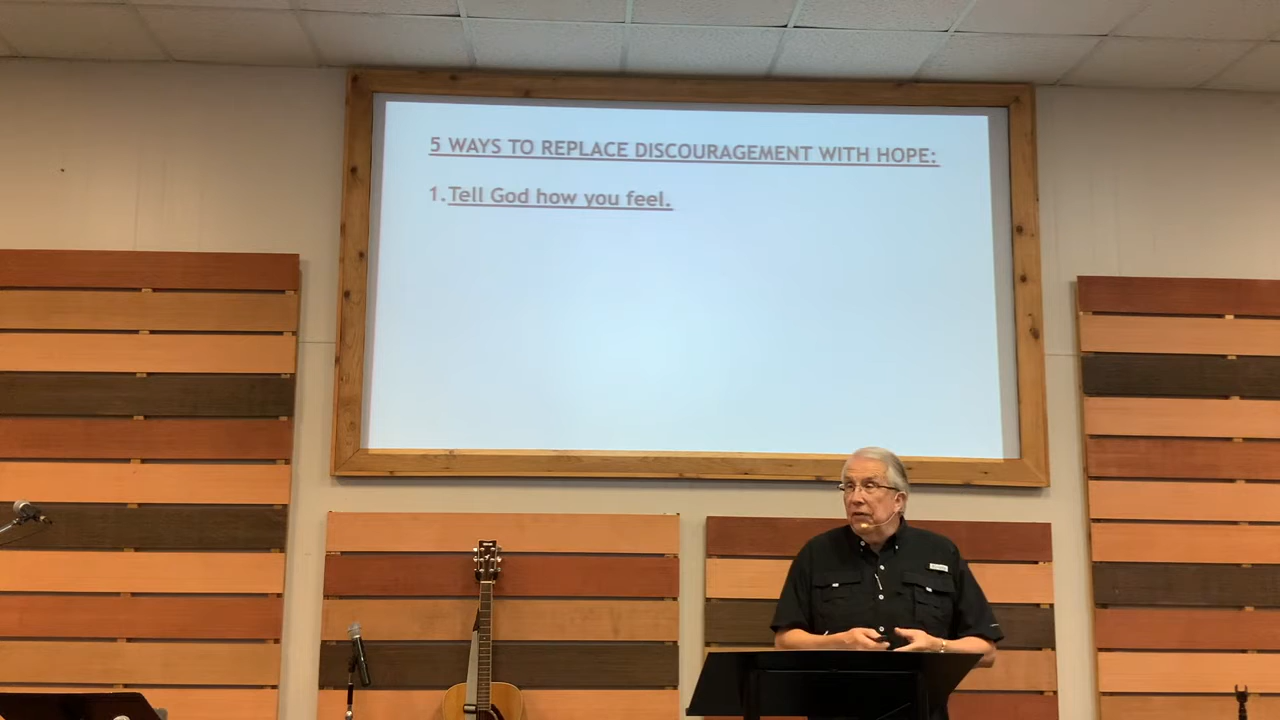 5 WAYS TO REPLACE DISCOURAGEMENT WITH HOPE:
1. Tell God how you feel.